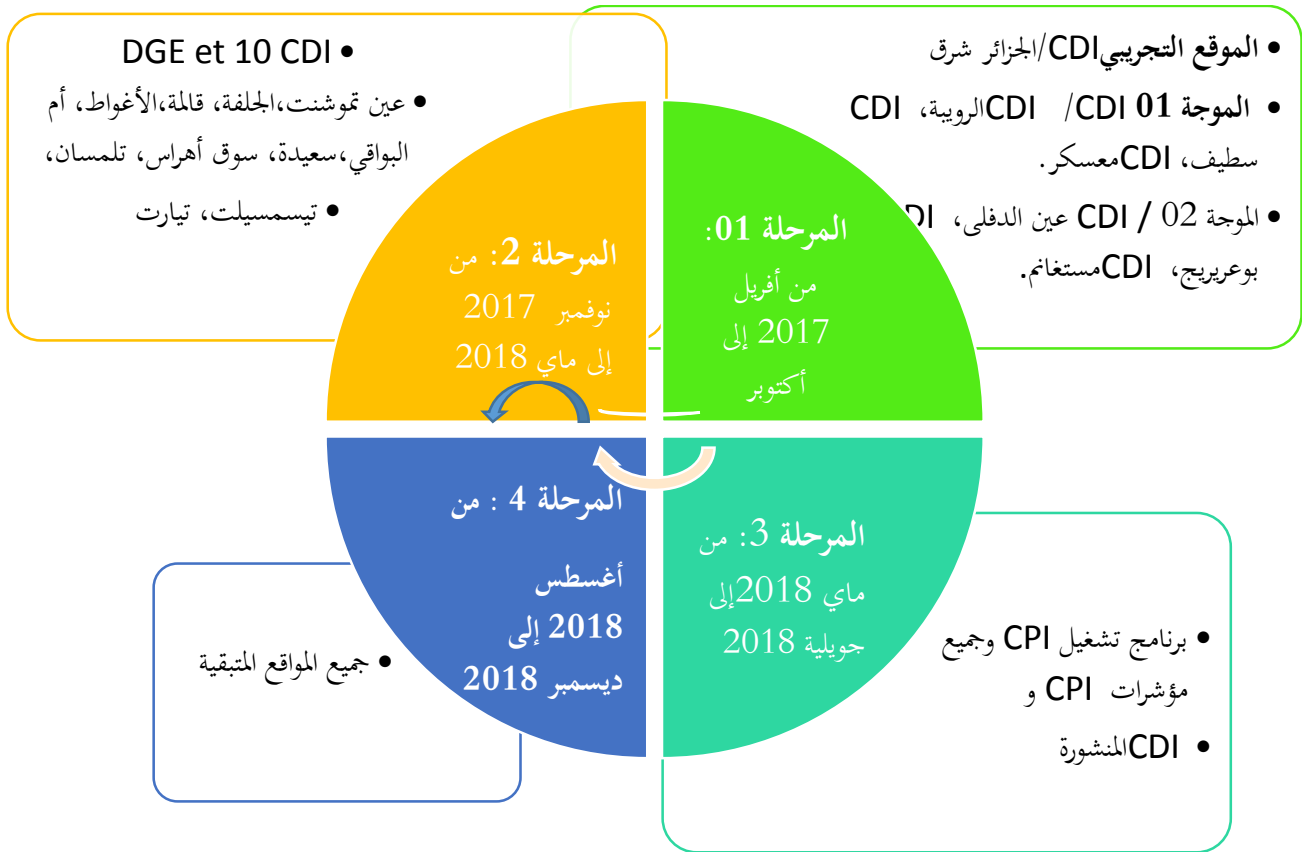 • الموقع التجريبيCDI/الجزائر شرق
• الموجة 01 CDI/ CDIالرويبة، CDI
سطيف، CDIمعسكر.
• الموجة 02 / CDI عين الدفلى،
بوعريريج، CDIمستغانم.
المرحلة 01:
من أفريل
2017 إلى
أكتوبر
• DGE et 10 CDI
• عين تموشنت،الجلفة، قالمة،الأغواط، أم
البواقي،سعيدة، سوق أهراس، تلمسان،
• تيسمسيلت، تيارت
المرحلة 2: من
نوفمبر 2017
إلى ماي 2018
المرحلة 3: من
ماي 2018إلى
جويلية 2018
• برنامج تشغيل CPI وجميع
مؤشرات CPI و
• CDIالمنشورة
المرحلة 4 : من
أغسطس
2018 إلى
ديسمبر 2018
• جميع المواقع المتبقية